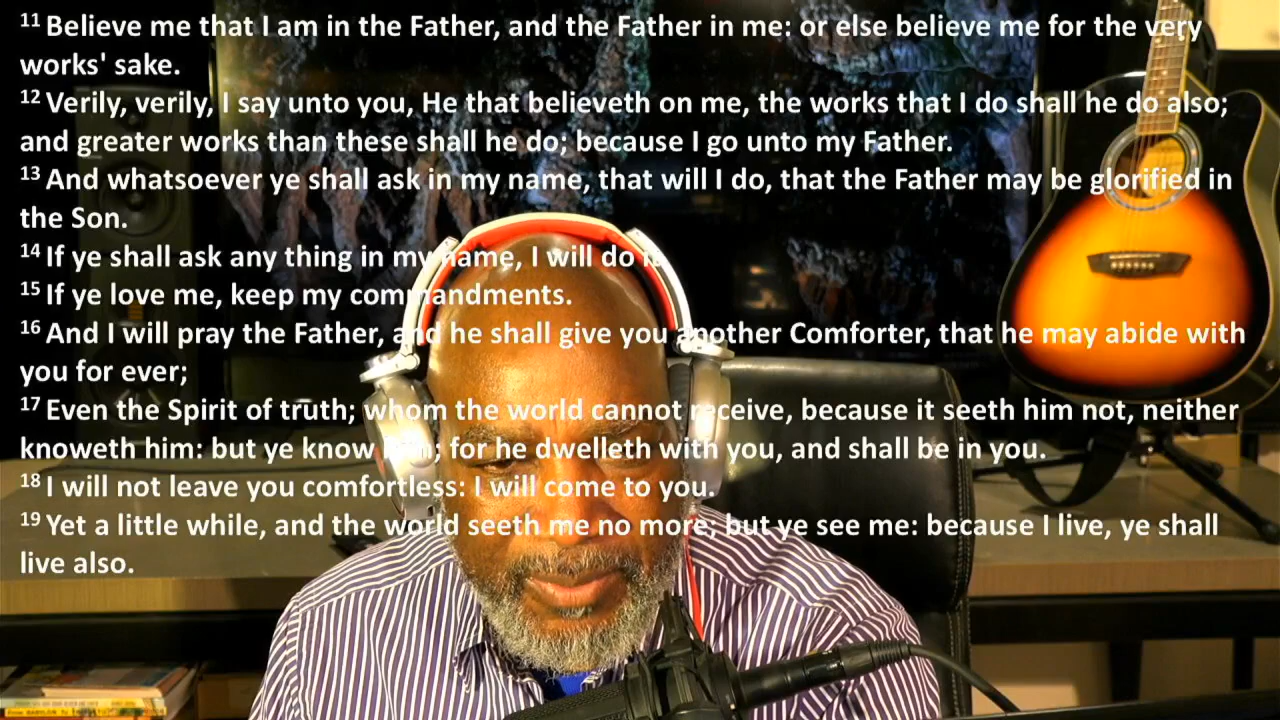 11 Believe me that I am in the Father, and the Father in me: or else believe me for the very
works' sake.
12 Verily, verily, I say unto you, He that believeth on me, the works that I do shall he do also;
and greater works than these shall he do; because I go unto my Father.
13 And whatsoever ye shall ask in my name, that will I do, that the Father may be glorified in
the Son.
14 If ye shall ask any thing in my name, I will do it.
15 If ye love me, keep my commandments.
16 And I will pray the Father, and he shall give you another Comforter, that he may abide with
you for ever;
17 Even the Spirit of truth; whom the world cannot receive, because it seeth him not, neither
knoweth him: but ye know him; for he dwelleth with you, and shall be in you.
18 I will not leave you comfortless: I will come to you.
19 Yet a little while, and the world seeth me no more; but ye see me: because I live, ye shall
live also.